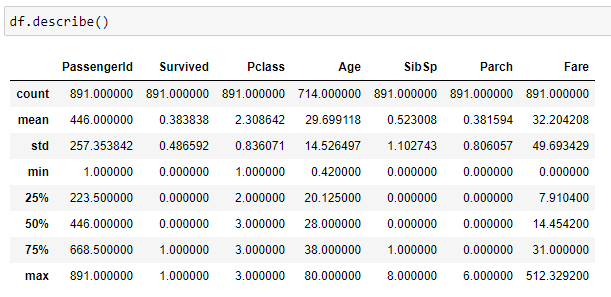 df.describe()
PassengerId Survived Pclass Age SibSp Parch Fare
count 891.000000 891.000000 891.000000 714.000000 891.000000 891.000000 891.000000
mean 446.000000 0.383838 2.308642 29.699118 0.523008 0.381594 32.204208
std 257.353842 0.486592 0.836071 14.526497 1.102743 0.806057 49.693429
min 1.000000 0.000000 1.000000 0.420000 0.000000 0.000000 0.000000
25% 223.500000 0.000000 2.000000 20.125000 0.000000 0.000000 7.910400
50% 446.000000 0.000000 3.000000 28.000000 0.000000 0.000000 14.454200
75% 668.500000 1.000000 3.000000 38.000000 1.000000 0.000000 31.000000
max 891.000000 1.000000 3.000000 80.000000 8.000000 6.000000 512.329200